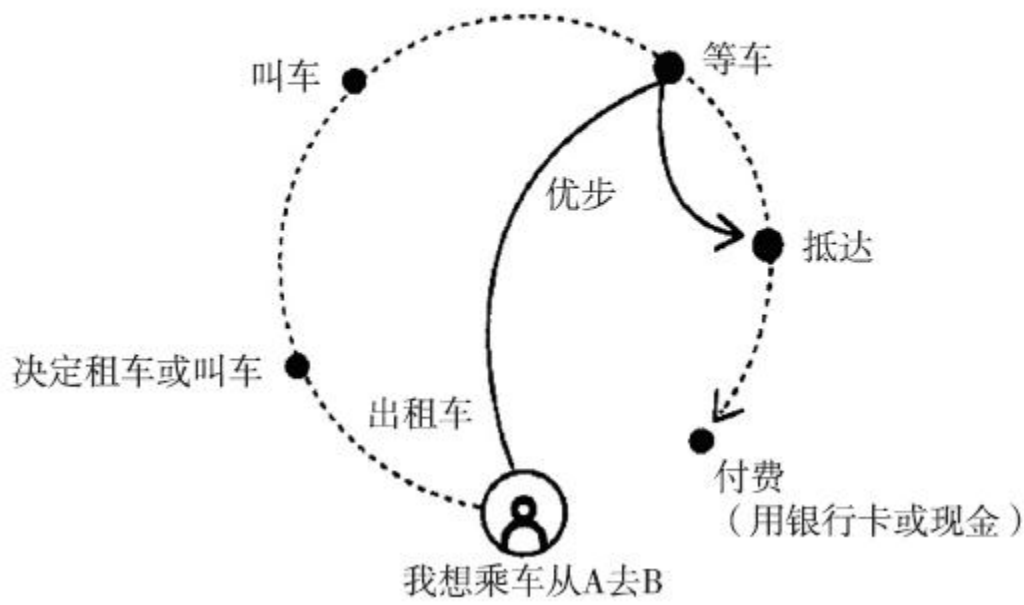 叫车
等车
优步
抵达
决定租车或叫车
出租车
付费
（用银行卡或现金）
我想乘车从A去B